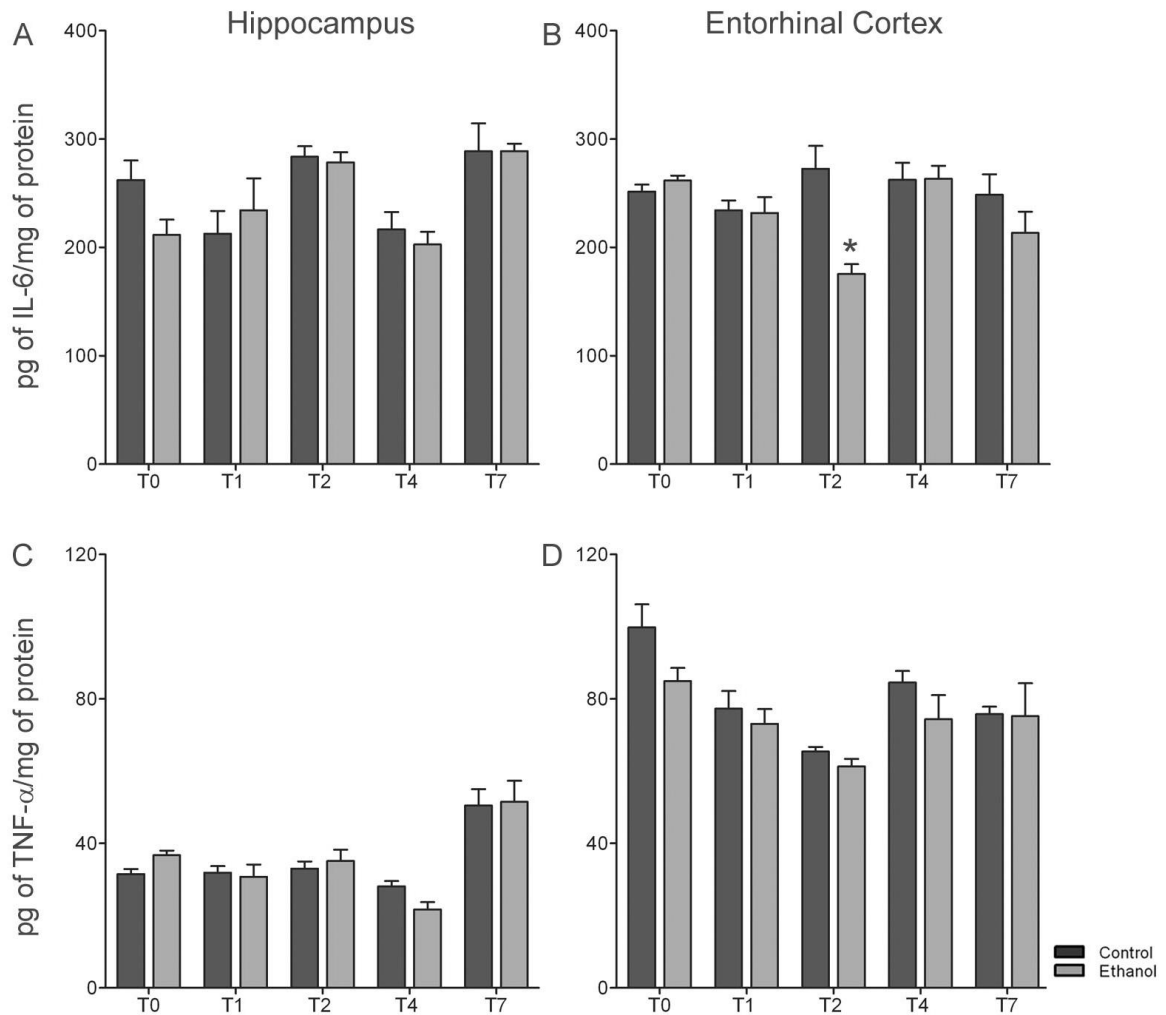 A
Hippocampus
pg of IL-6/mg of protein
400
300
200
100
0
T0 T1 T2 T4 T7
B
Entorhinal Cortex
400
300
200
100
0
*
T0 T1 T2 T4 T7
C
pg of TNF-α/mg of protein
120
80
40
0
T0 T1 T2 T4 T7
D
120
80
40
0
T0 T1 T2 T4 T7
Control
Ethanol